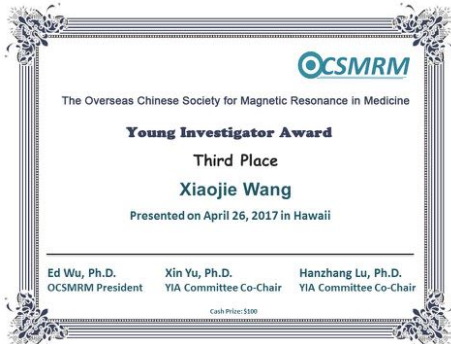 OCSMRM
The Overseas Chinese Society for Magnetic Resonance in Medicine
Young Investigator Award
Third Place
Xiaojie Wang
Presented on April 26, 2017 in Hawaii
Ed Wu, Ph.D. Xin Yu, Ph.D. Hanzhang Lu, Ph.D.
OCSMRM President YIA Committee Co-Chair YIA Committee Co-Chair
Cash Prize: $100